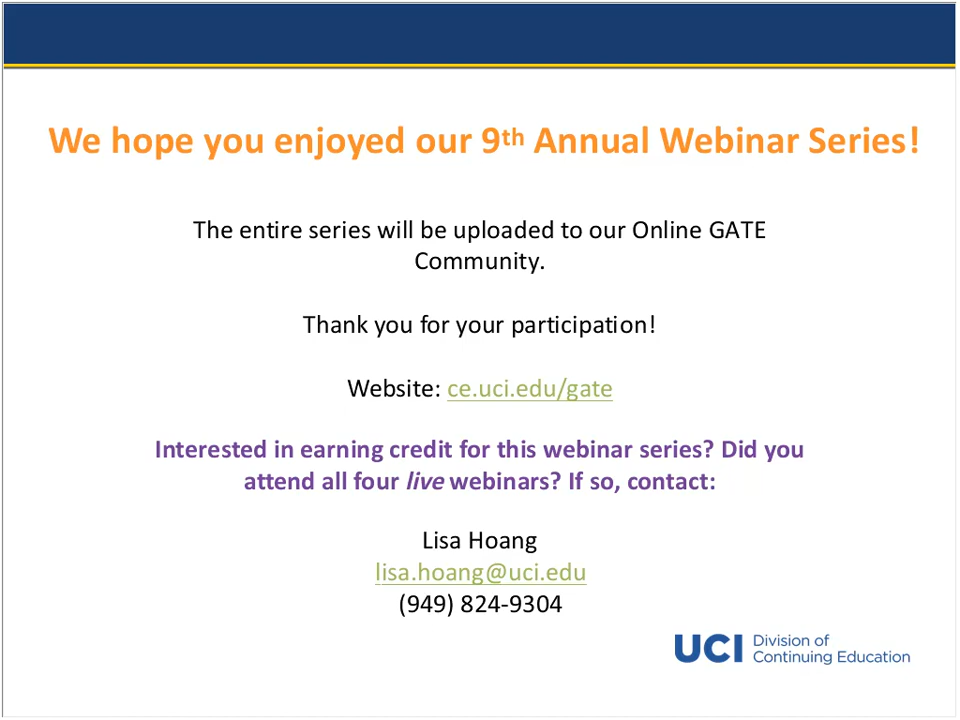 We hope you enjoyed our 9th Annual Webinar Series!
The entire series will be uploaded to our Online GATE
Community.
Thank you for your participation!
Website: ce.uci.edu/gate
Interested in earning credit for this webinar series? Did you
attend all four live webinars? If so, contact:
Lisa Hoang
lisa.hoang@uci.edu
(949) 824-9304
UCI Division of
Continuing Education